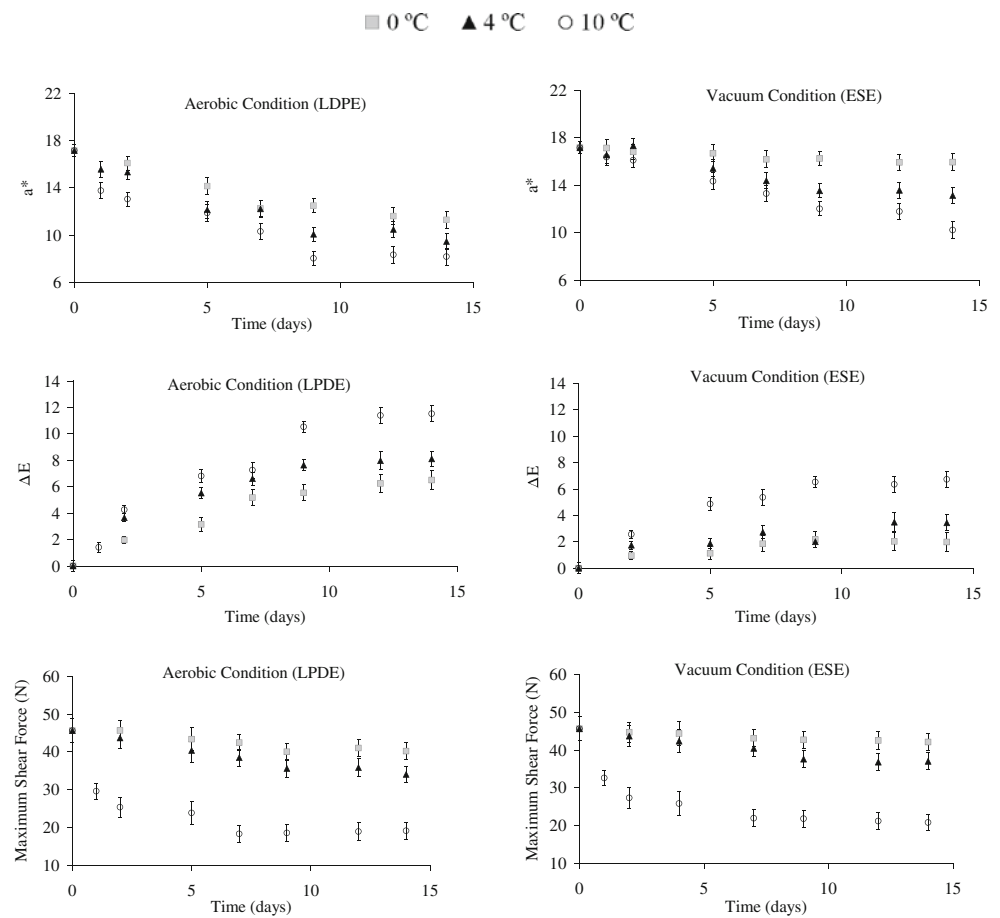 0 ºC 4 ºC 10 ºC
Aerobic Condition (LDPE)
22
18
14
10
6
a*
0 5 10 15
Time (days)
Vacuum Condition (ESE)
22
18
14
10
6
a*
0 5 10 15
Time (days)
Aerobic Condition (LPDE)
14
12
10
8
6
4
2
0
ΔE
0 5 10 15
Time (days)
Vacuum Condition (ESE)
14
12
10
8
6
4
2
0
ΔE
0 5 10 15
Time (days)
Aerobic Condition (LPDE)
60
50
40
30
20
10
Maximum Shear Force (N)
0 5 10 15
Time (days)
Vacuum Condition (ESE)
60
50
40
30
20
10
Maximum Shear Force (N)
0 5 10 15
Time (days)